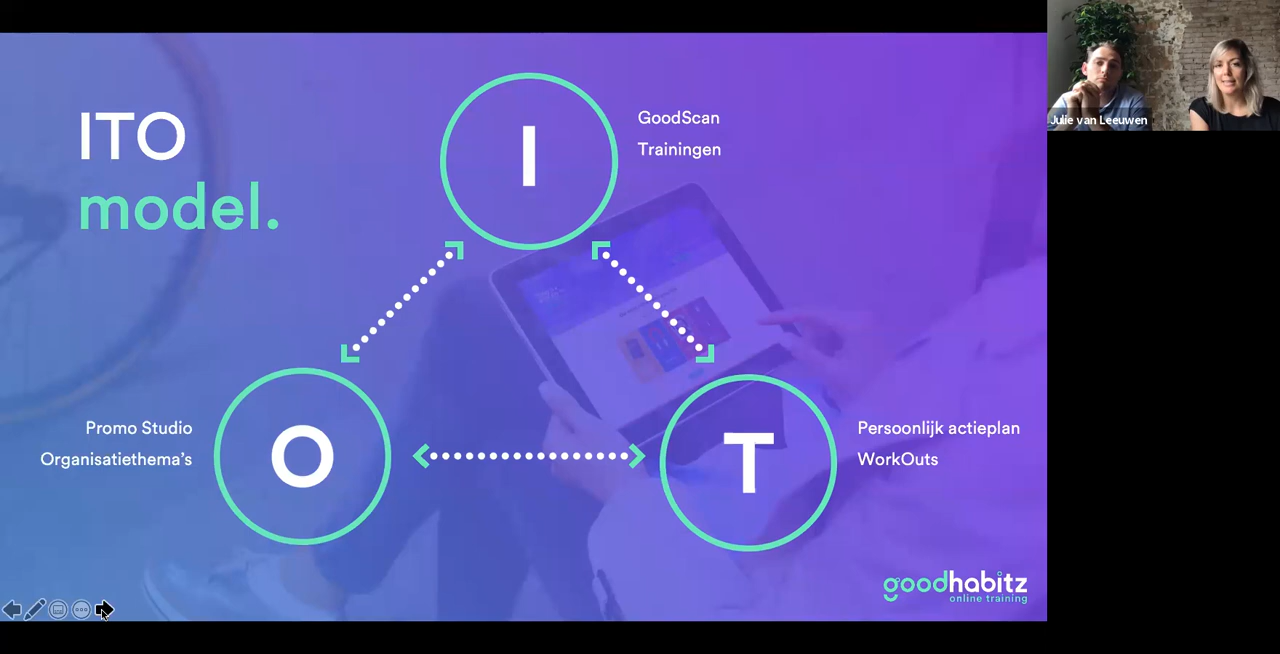 ITO
model.
I
GoodScan
Trainingen
O
Promo Studio
Organisatiethema's
T
Persoonlijk actieplan
WorkOuts
goodhabitz
online training
Julie van Leeuwen